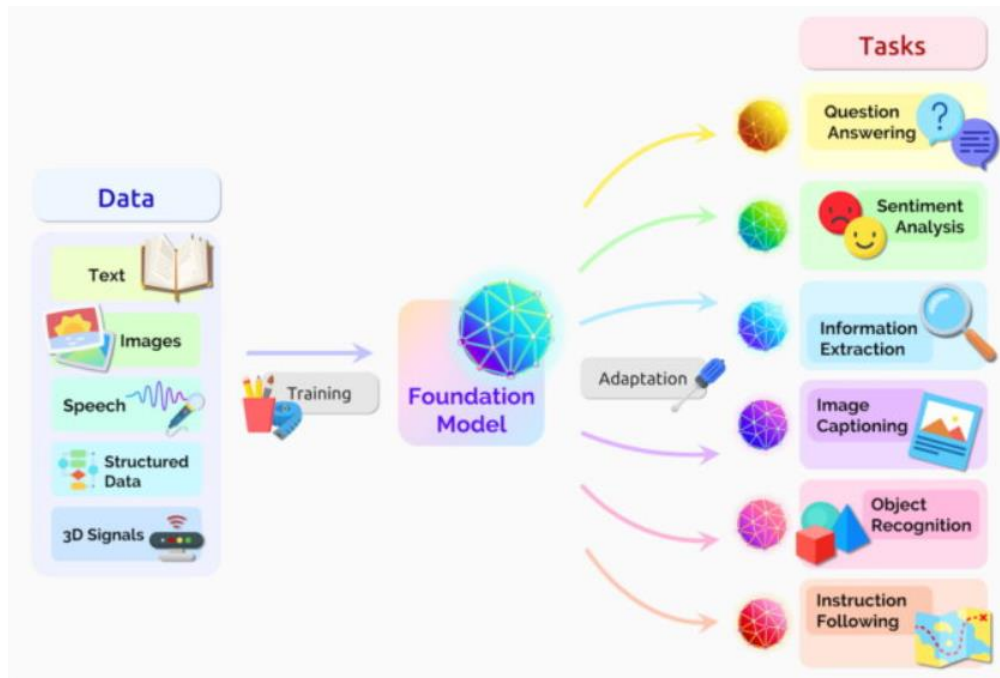 Data
Text
Images
Speech
Structured
Data
3D Signals
Training
Foundation
Model
Adaptation
Tasks
Question
Answering
?
Sentiment
Analysis
Information
Extraction
Image
Captioning
Object
Recognition
Instruction
Following